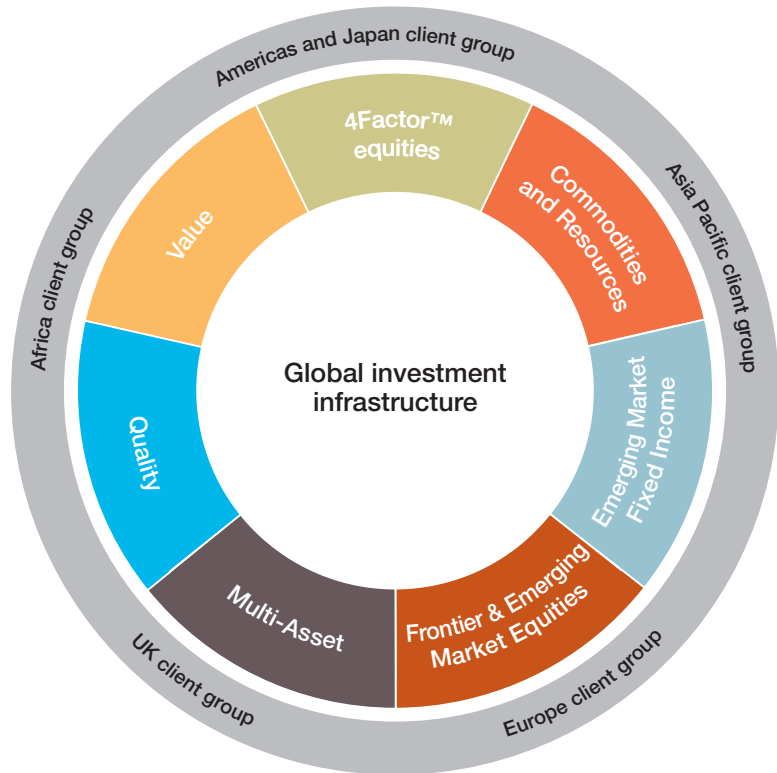 Americas and Japan client group
Asia Pacific client group
Europe client group
UK client group
Africa client group
4Factor™
equities
Commodities
and Resources
Emerging Market
Fixed Income
Frontier & Emerging
Market Equities
Multi-Asset
Quality
Value
Global investment
infrastructure